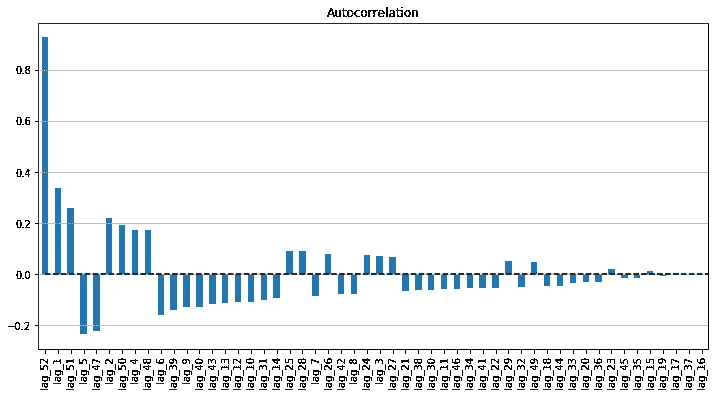 Autocorrelation
0.8
0.6
0.4
0.2
0.0
−0.2
lag_52
lag_1
lag_51
lag_5
lag_47
lag_2
lag_50
lag_4
lag_48
lag_6
lag_39
lag_9
lag_40
lag_43
lag_13
lag_12
lag_10
lag_31
lag_14
lag_25
lag_28
lag_7
lag_26
lag_42
lag_8
lag_24
lag_3
lag_27
lag_21
lag_38
lag_30
lag_11
lag_46
lag_34
lag_41
lag_22
lag_29
lag_32
lag_49
lag_18
lag_44
lag_33
lag_20
lag_36
lag_23
lag_45
lag_35
lag_15
lag_19
lag_17
lag_37
lag_16